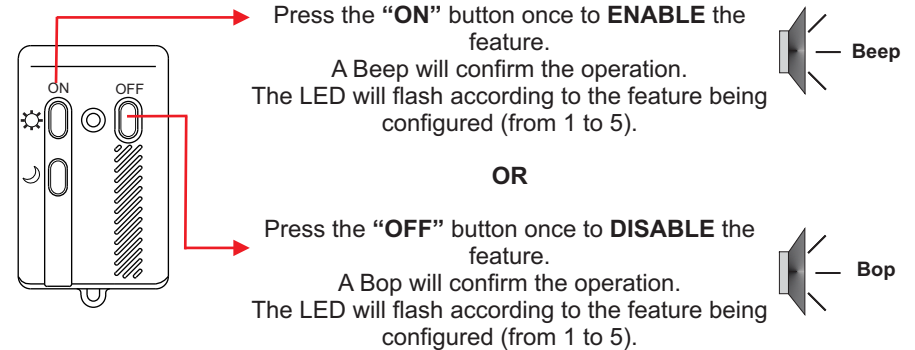 Press the “ON” button once to ENABLE the
feature.
A Beep will confirm the operation.
The LED will flash according to the feature being
configured (from 1 to 5).
Beep
ON
OFF
OR
Press the “OFF” button once to DISABLE the
feature.
A Bop will confirm the operation.
The LED will flash according to the feature being
configured (from 1 to 5).
Bop